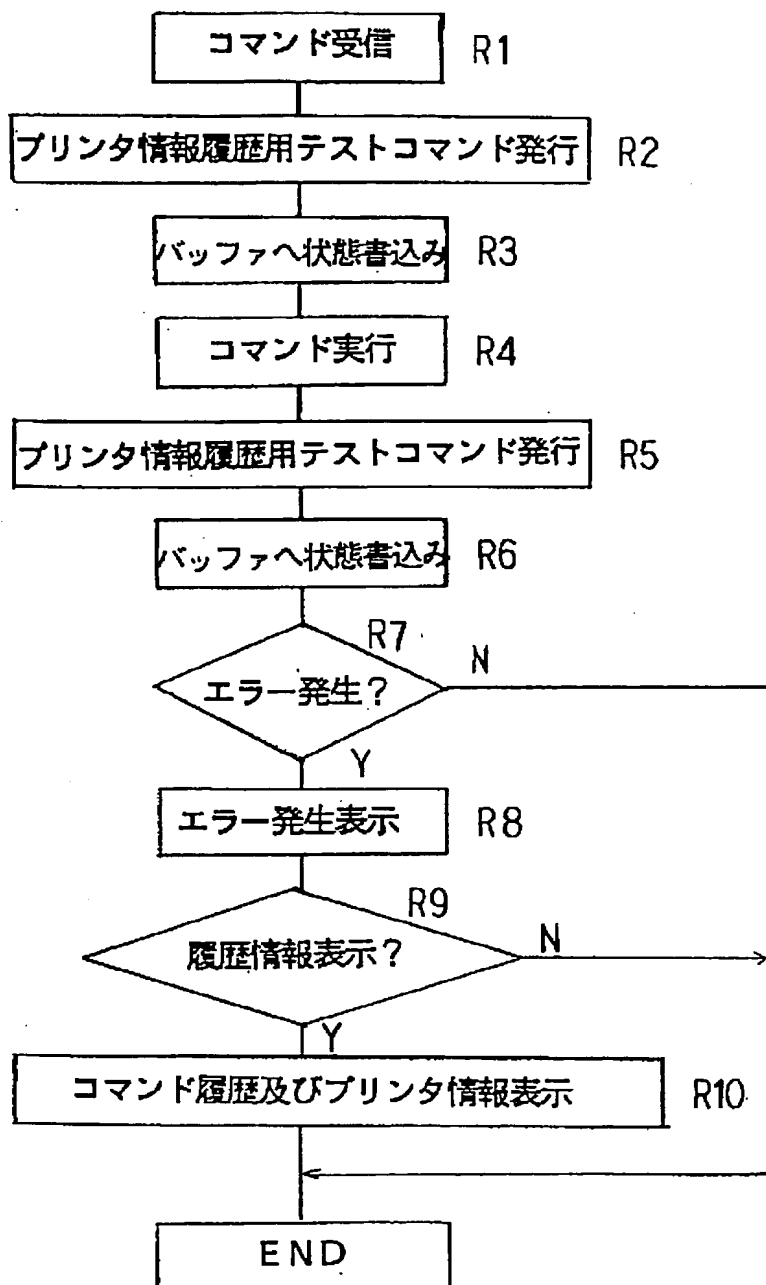 コマンド受信 R1
プリンタ情報履歴用テストコマンド発行 R2
バッファへ状態書込み R3
コマンド実行 R4
プリンタ情報履歴用テストコマンド発行 R5
バッファへ状態書込み R6
R7
エラー発生? N
Y
エラー発生表示 R8
R9
履歴情報表示? N
Y
コマンド履歴及びプリンタ情報表示 R10
END